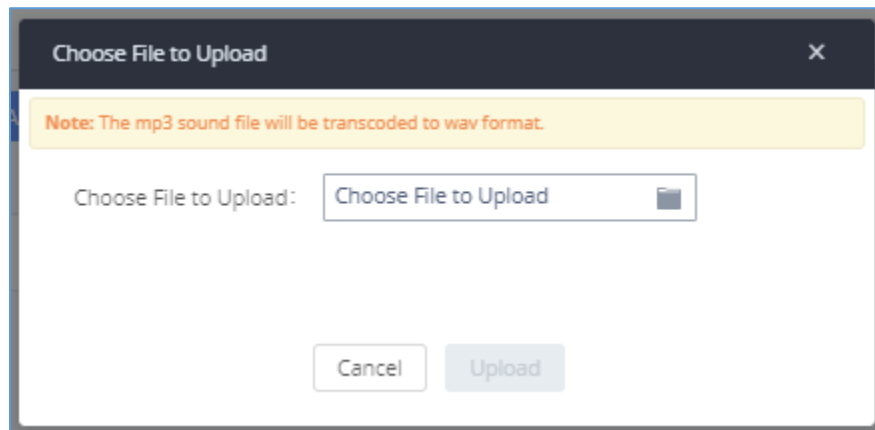 Choose File to Upload
Note: The mp3 sound file will be transcoded to wav format.
Choose File to Upload: Choose File to Upload
Cancel Upload